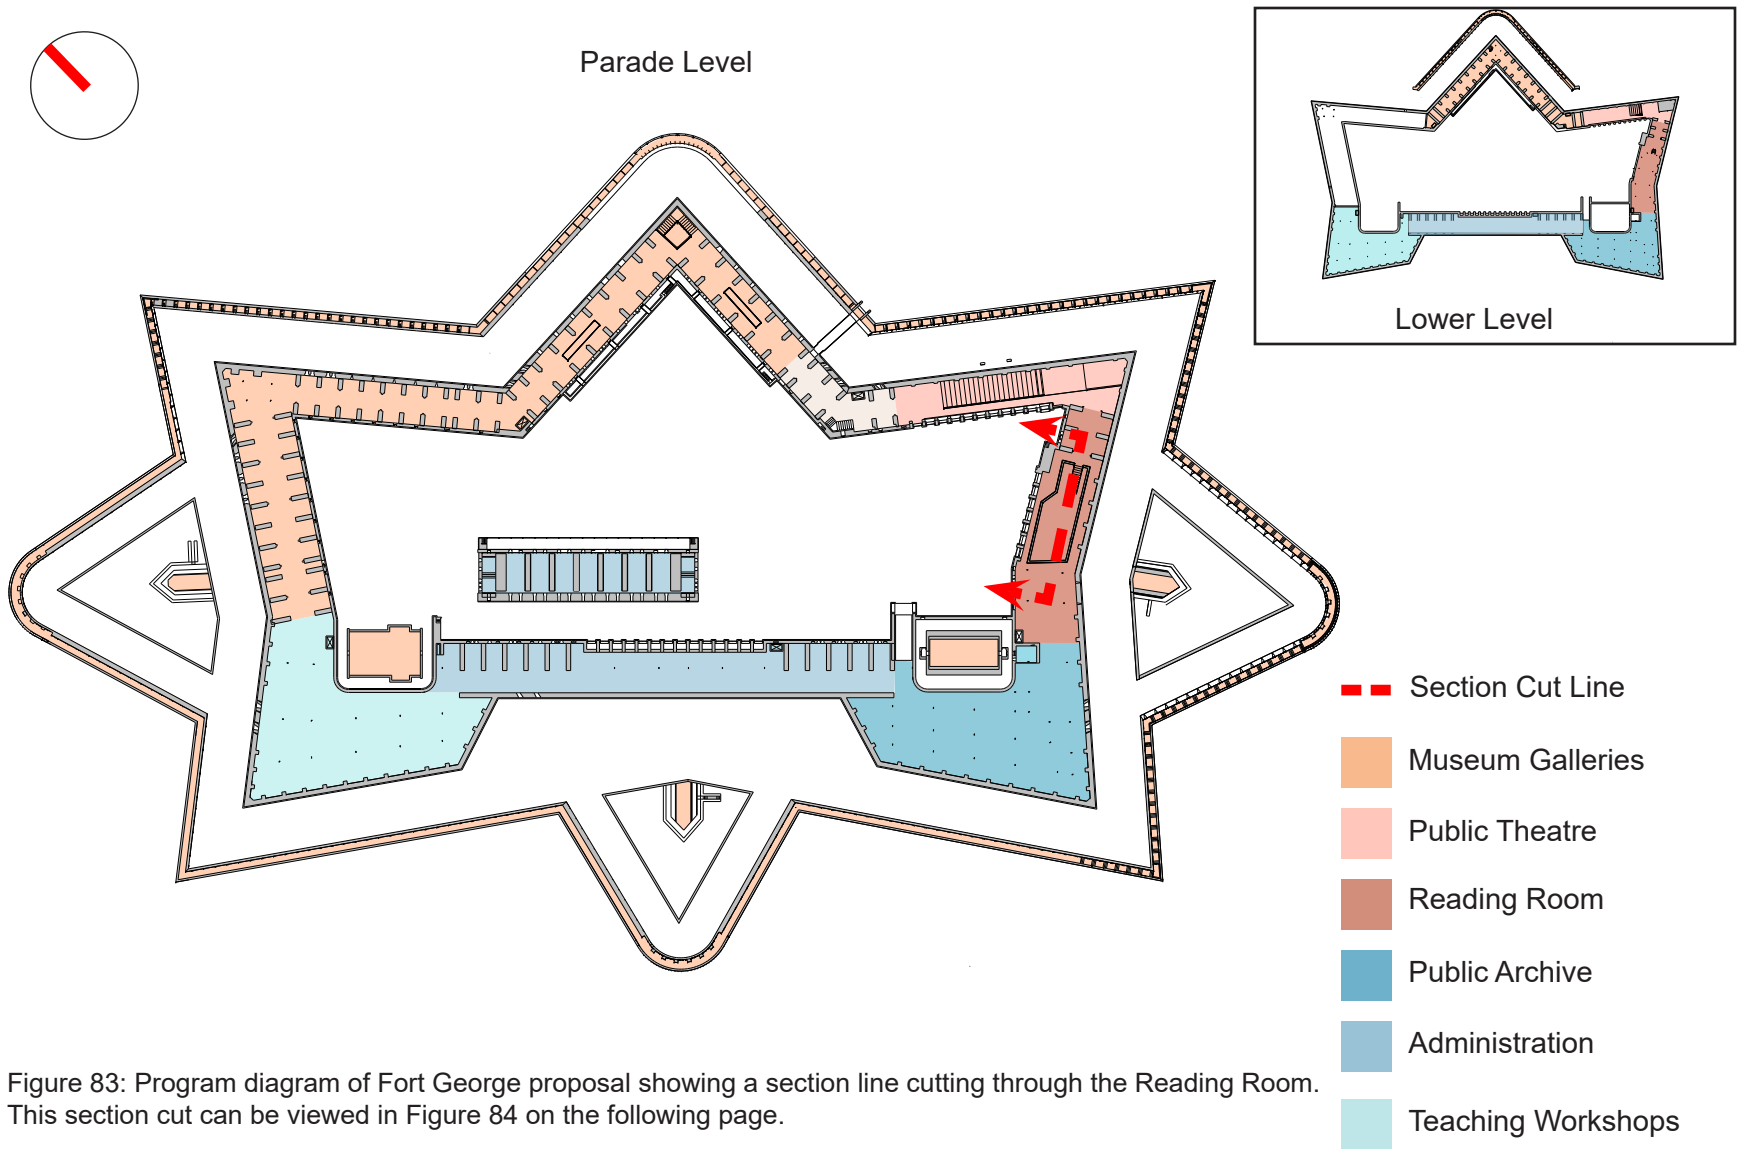 Parade Level
Lower Level
Section Cut Line
Museum Galleries
Public Theatre
Reading Room
Public Archive
Administration
Teaching Workshops
Figure 83: Program diagram of Fort George proposal showing a section line cutting through the Reading Room.
This section cut can be viewed in Figure 84 on the following page.